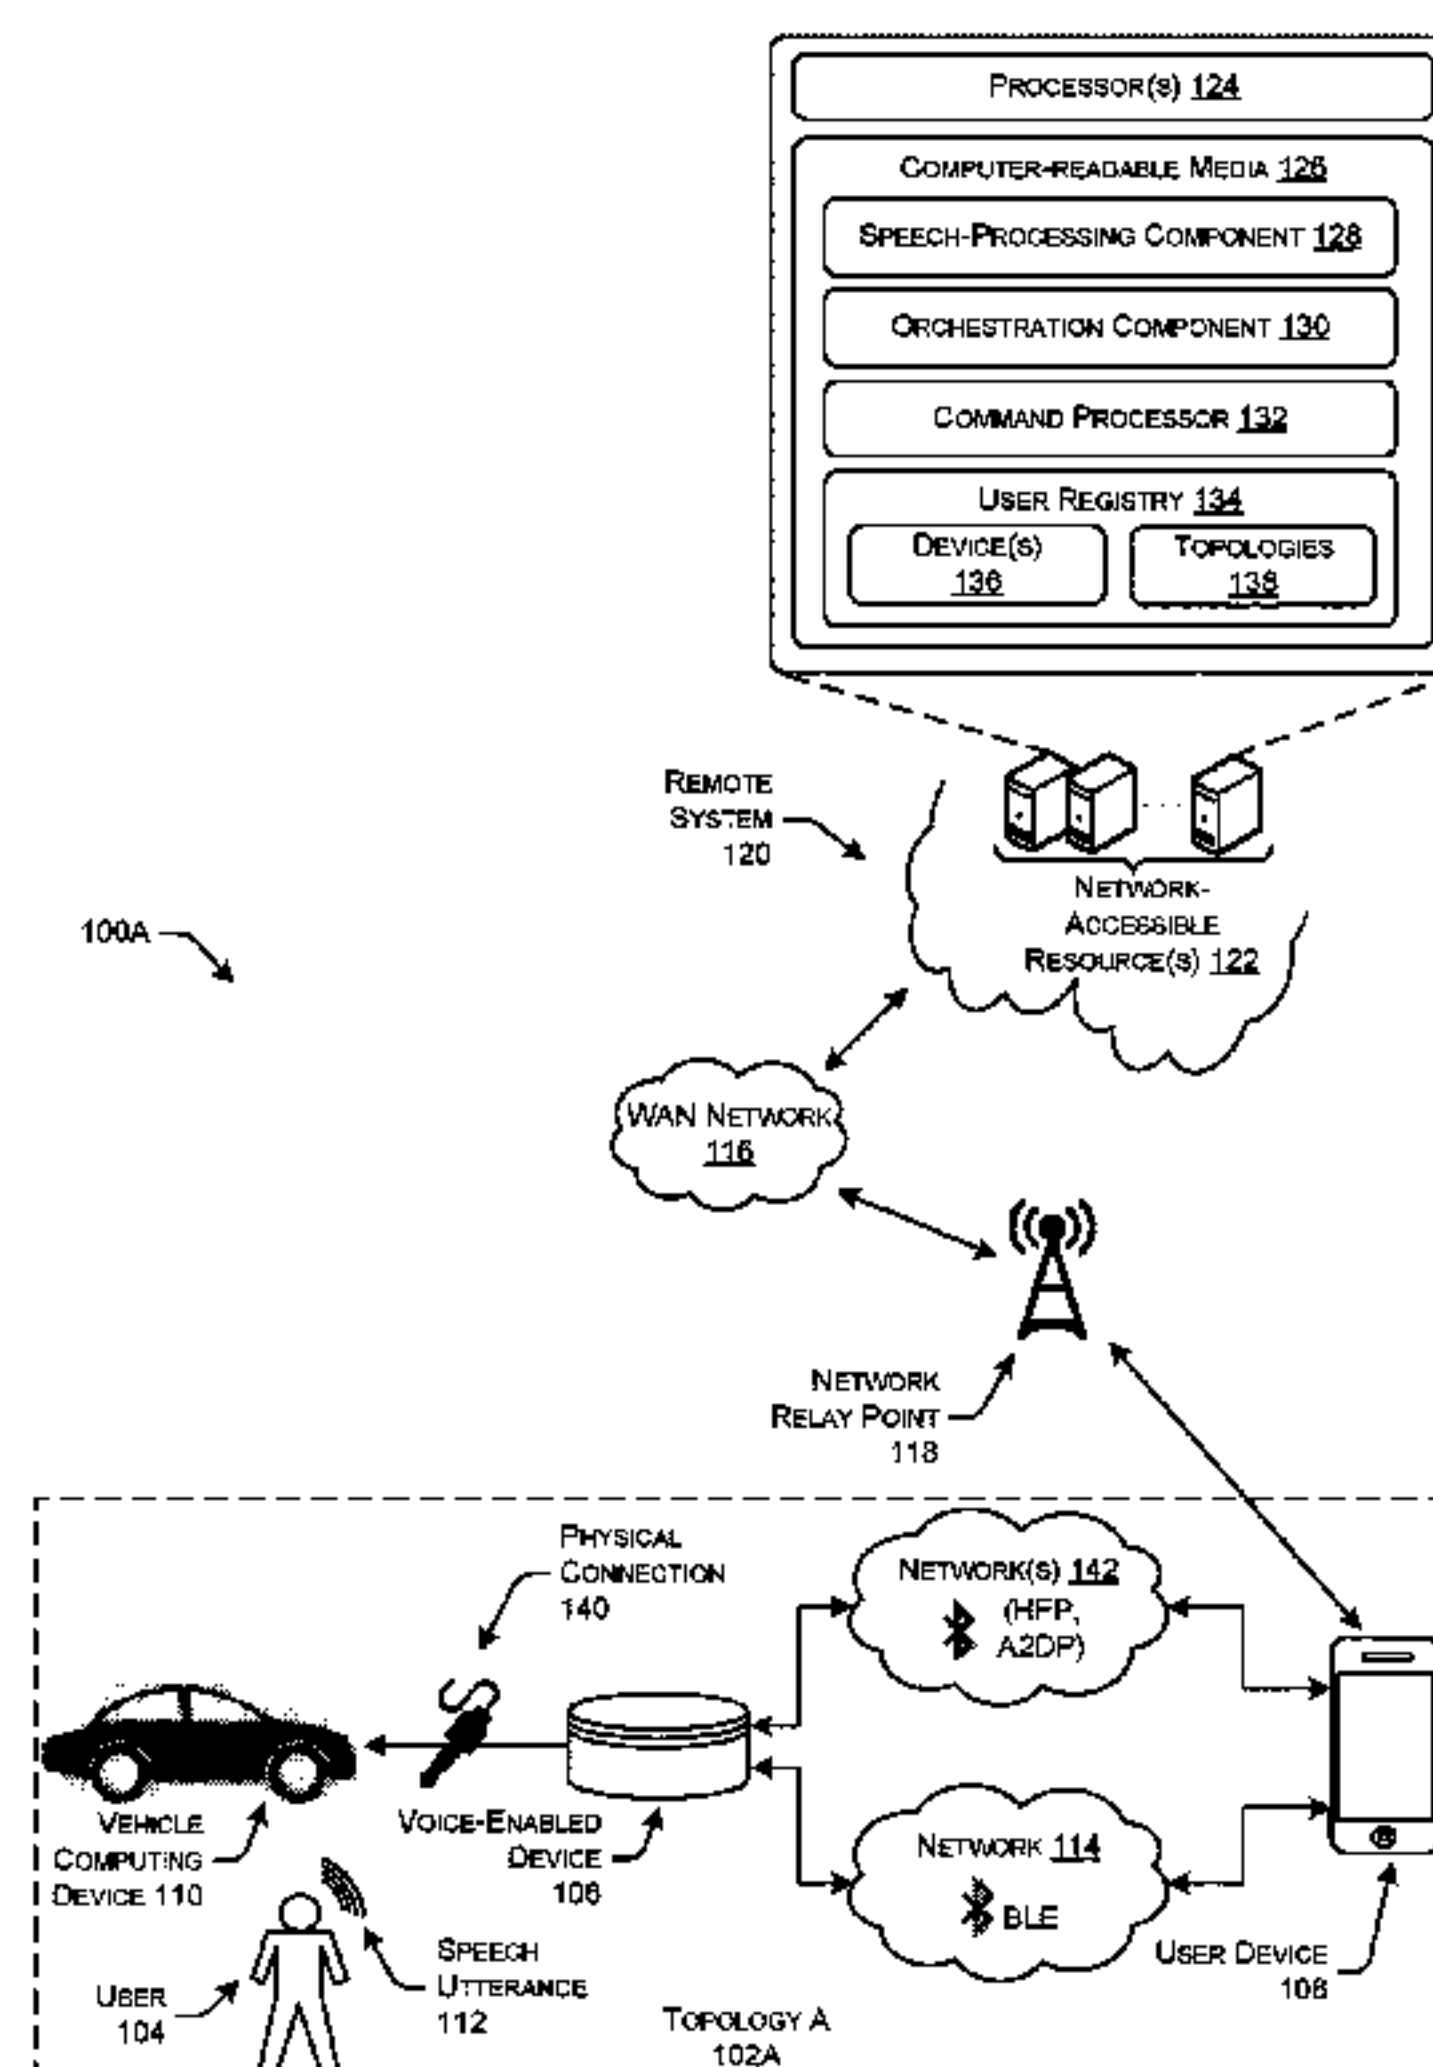 PROCESSOR(S) 124
COMPUTER-READABLE MEDIA 126
SPEECH-PROCESSING COMPONENT 128
ORCHESTRATION COMPONENT 130
COMMAND PROCESSOR 132
USER REGISTRY 134
DEVICE(S)
136
TOPOLOGIES
138
REMOTE
SYSTEM
120
NETWORK-
ACCESSIBLE
RESOURCE(S) 122
100A
WAN NETWORK
116
NETWORK
RELAY POINT
118
PHYSICAL
CONNECTION
140
NETWORK(S) 142
(HFP,
A2DP)
VEHICLE
COMPUTING
DEVICE 110
VOICE-ENABLED
DEVICE
NETWORK 114
BLE
USER DEVICE
SPEECH
UTTERANCE
112
USER
104
TOPOLOGY A
102A